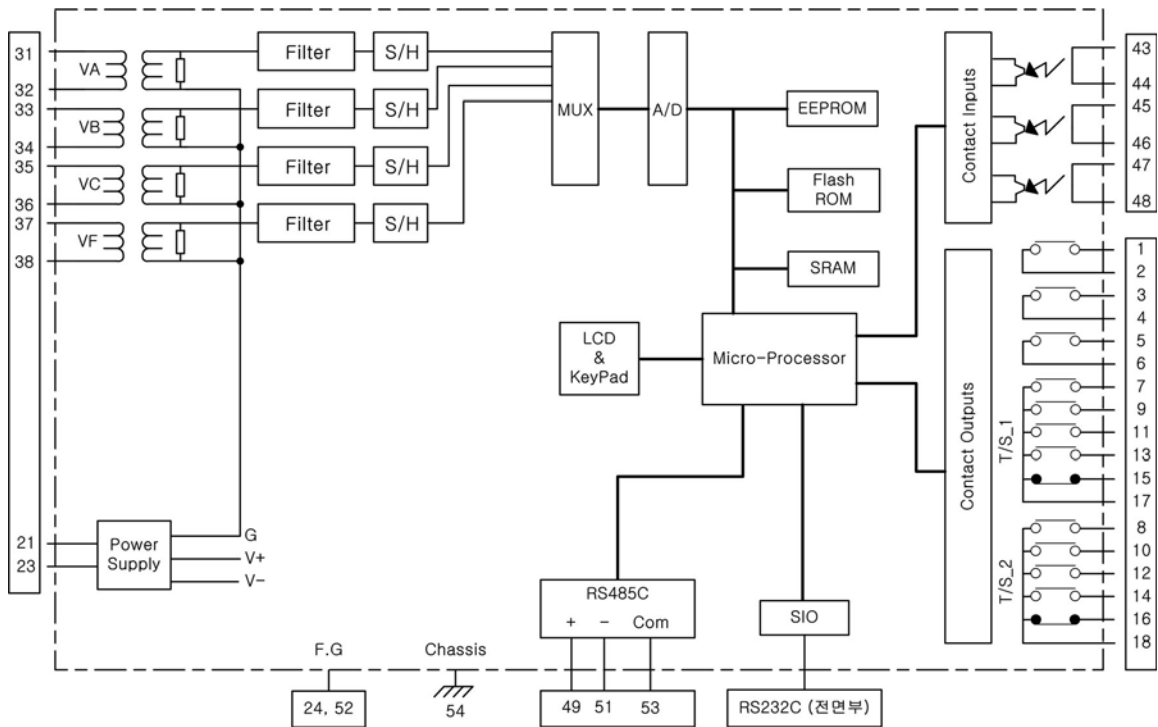 31
32
33
34
35
36
37
38
21
23
VA
VB
VC
VF
Filter
S/H
Filter
S/H
Filter
S/H
Filter
S/H
MUX
A/D
EEPROM
Flash
ROM
SRAM
LCD
&
KeyPad
Micro-Processor
Contact Inputs
Contact Outputs
43
44
45
46
47
48
T/S_1
T/S_2
1
2
3
4
5
6
7
9
11
13
15
17
8
10
12
14
16
18
Power
Supply
G
V+
V-
RS485C
+ - Com
SIO
F.G
24, 52
Chassis
54
49 51 53
RS232C (전면부)